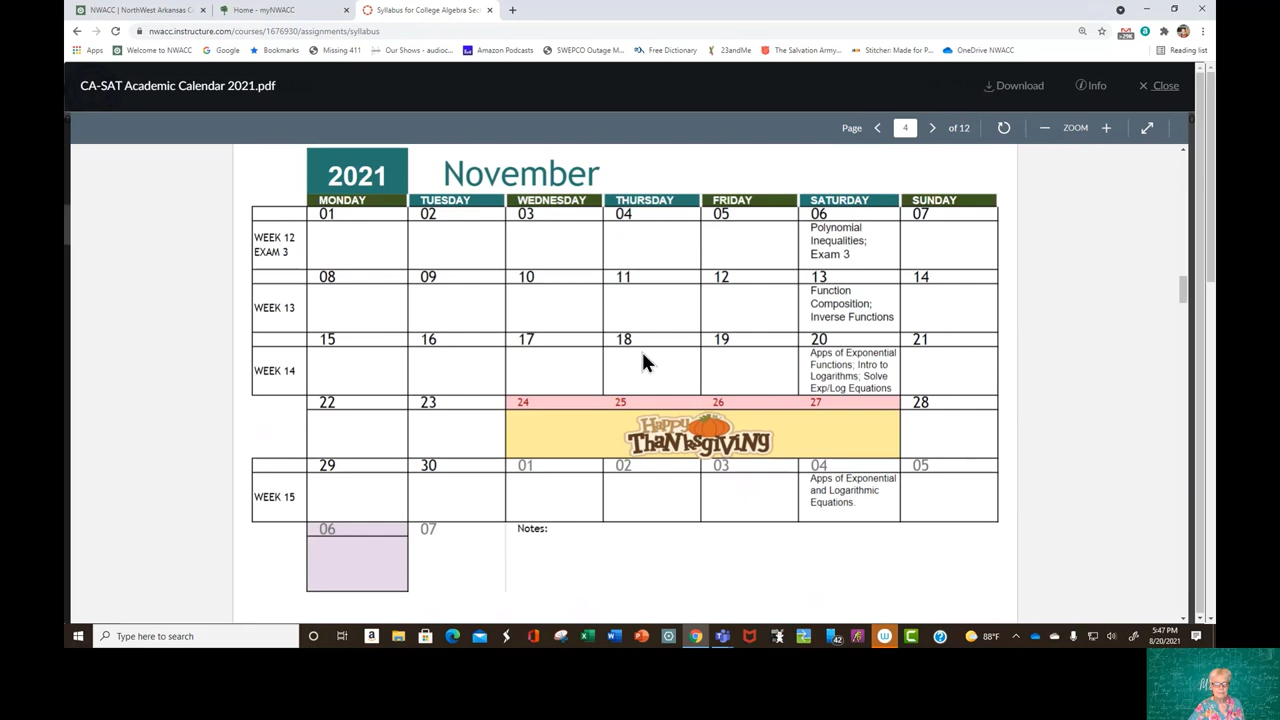 NWACC | NorthWest Arkansas CC
Home - myNWACC
Syllabus for College Algebra Sec
nwacc.instructure.com/courses/1676930/assignments/syllabus
Apps
Welcome to NWACC
Google
Bookmarks
Missing 411
Our Shows - audioc...
Amazon Podcasts
SWEPCO Outage M...
Free Dictionary
23andMe
The Salvation Army...
Stitcher: Made for P...
OneDrive NWACC
Reading list
CA-SAT Academic Calendar 2021.pdf
Download
Info
Close
Page 4 of 12
ZOOM
2021 November
MONDAY TUESDAY WEDNESDAY THURSDAY FRIDAY SATURDAY SUNDAY
01 02 03 04 05 06 07
WEEK 12
EXAM 3
Polynomial
Inequalities;
Exam 3
08 09 10 11 12 13 14
WEEK 13
Function
Composition;
Inverse Functions
15 16 17 18 19 20 21
WEEK 14
Apps of Exponential
Functions; Intro to
Logarithms; Solve
Exp/Log Equations
22 23 24 25 26 27 28
Happy
Thanksgiving
29 30 01 02 03 04 05
WEEK 15
Apps of Exponential
and Logarithmic
Equations.
06 07
Notes:
Type here to search
42
88°F
5:47 PM
8/20/2021